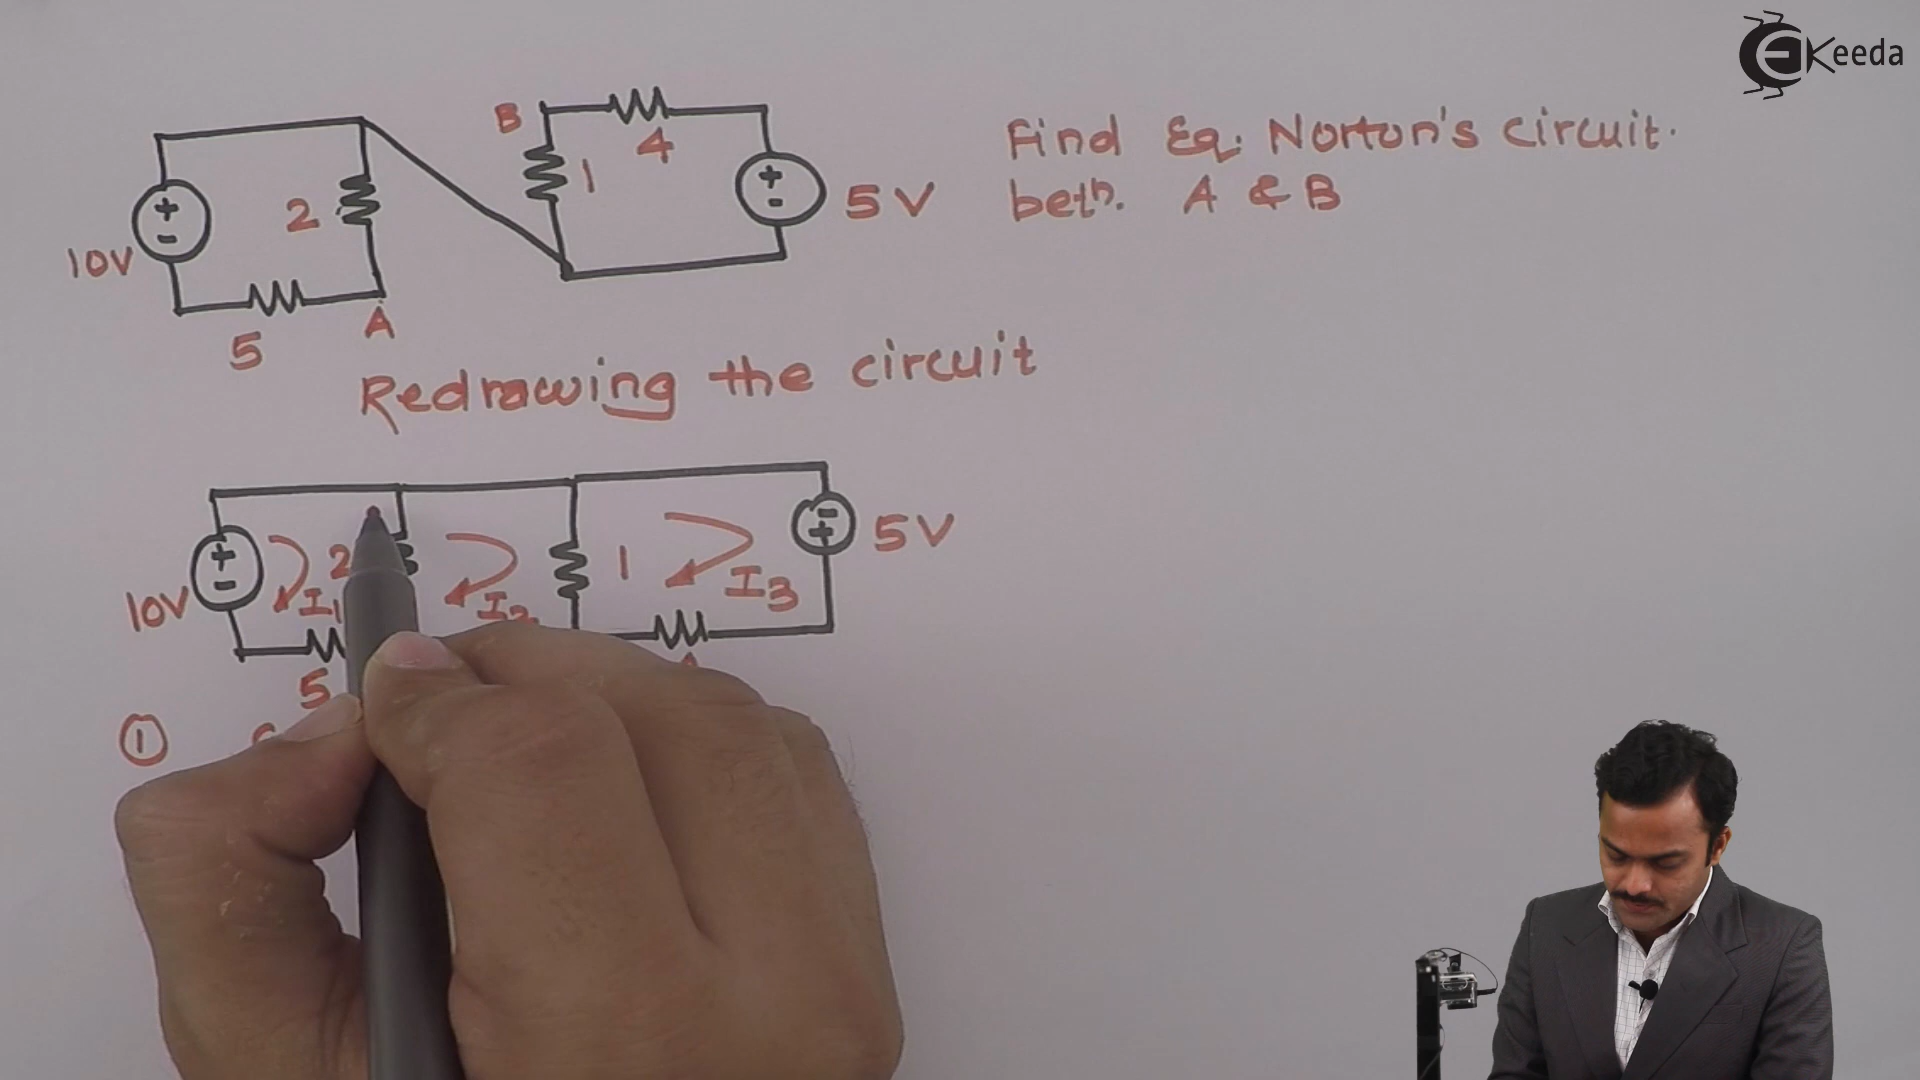 EKeeda
B
4
1
+
-
5V
Find Eq. Norton's circuit.
betn. A & B
+
-
10V
2
5
A
Redrawing the circuit
+
-
10V
2
I1
I2
1
I3
-
+
5V
5
①